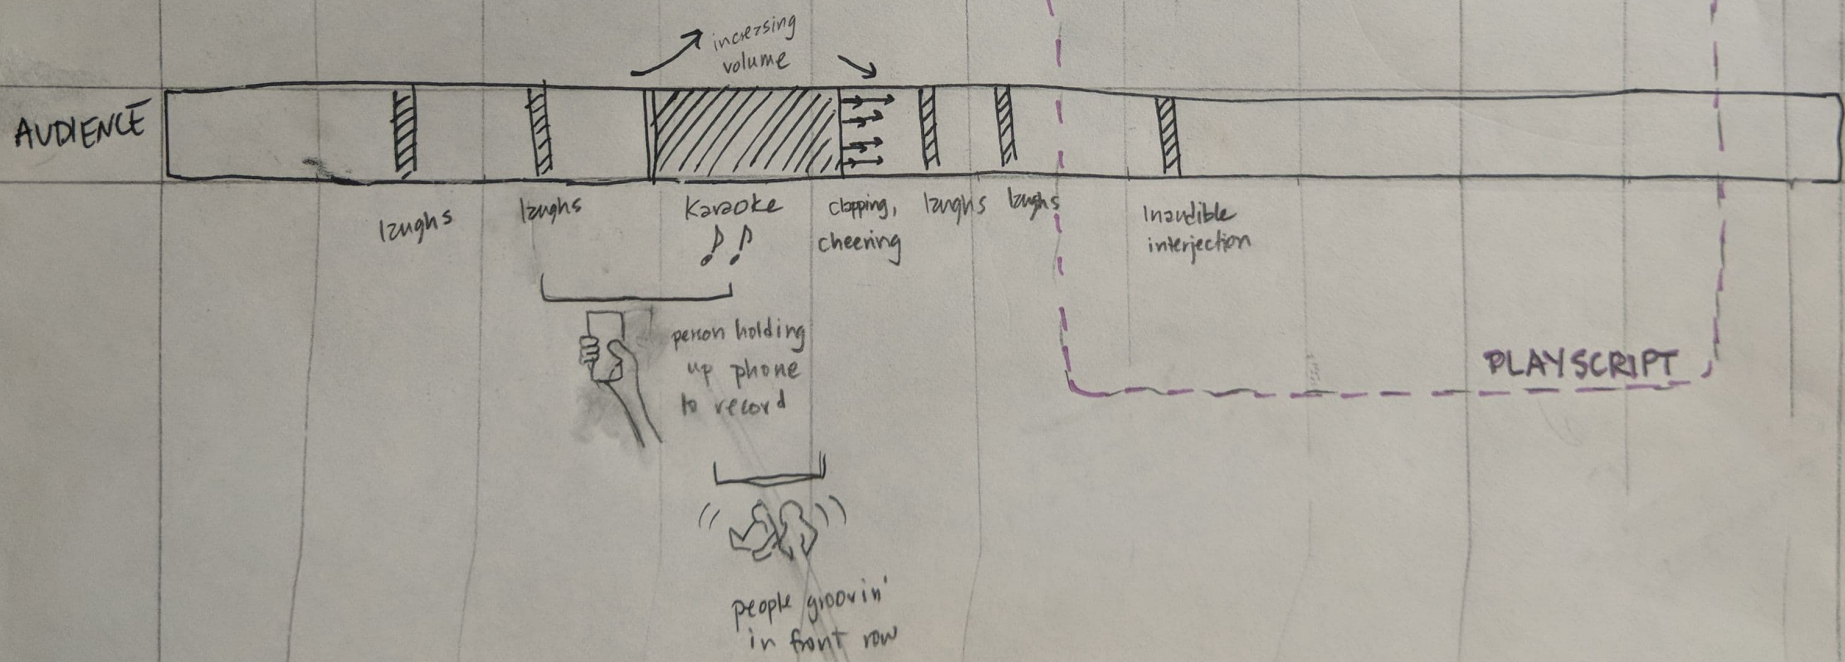 increasing
volume
AUDIENCE
laughs
laughs
Karaoke
clapping,
cheering
laughs
laughs
Inaudible
interjection
person holding
up phone
to record
PLAYSCRIPT
people groovin'
in front row